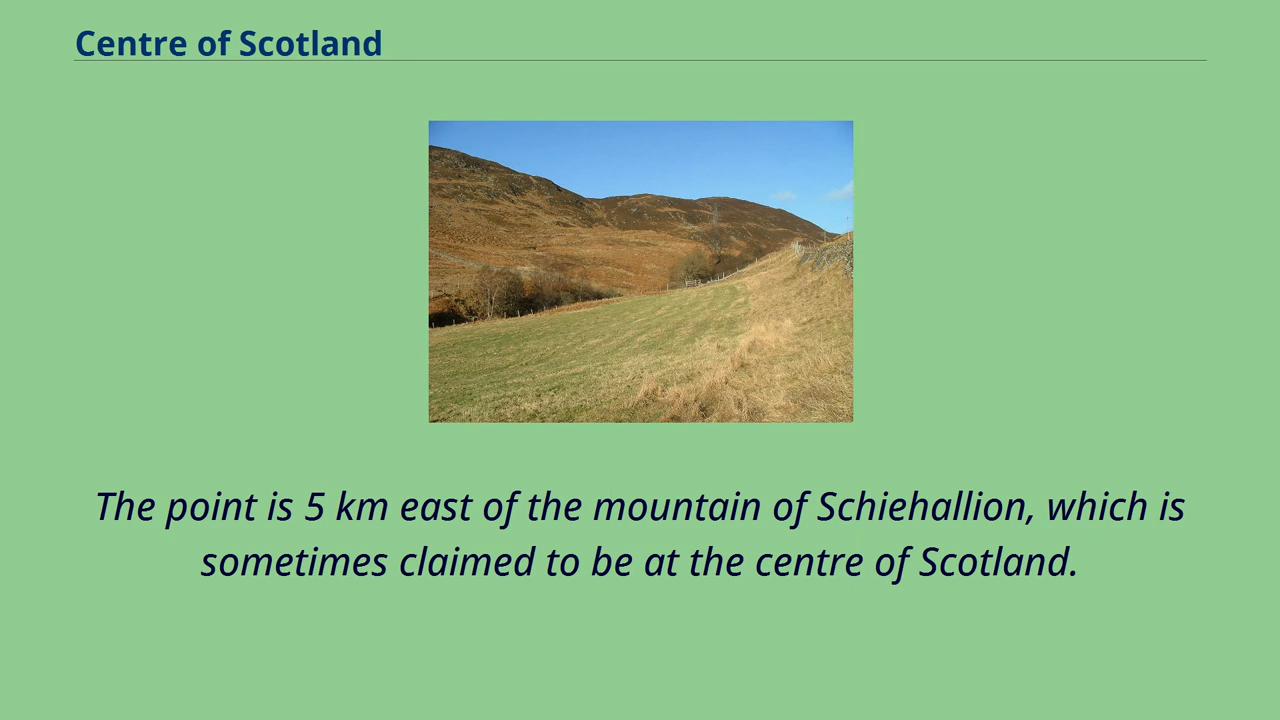 Centre of Scotland
The point is 5 km east of the mountain of Schiehallion, which is
sometimes claimed to be at the centre of Scotland.